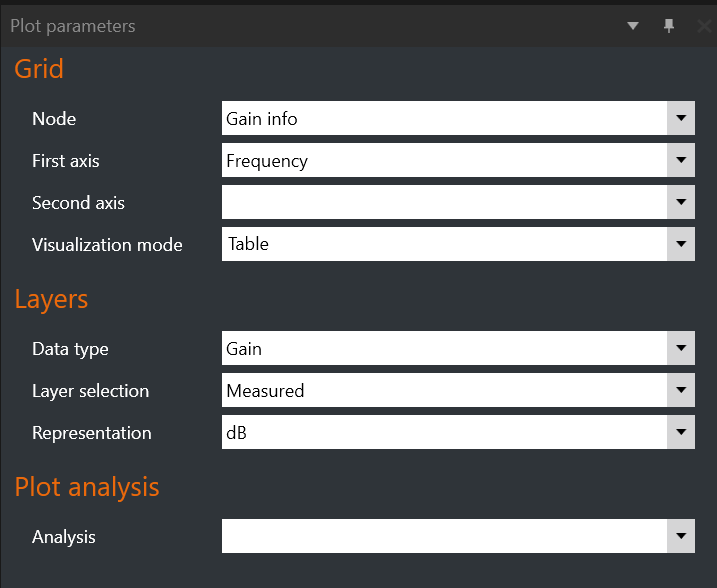 Plot parameters
Grid
Node Gain info
First axis Frequency
Second axis
Visualization mode Table
Layers
Data type Gain
Layer selection Measured
Representation dB
Plot analysis
Analysis